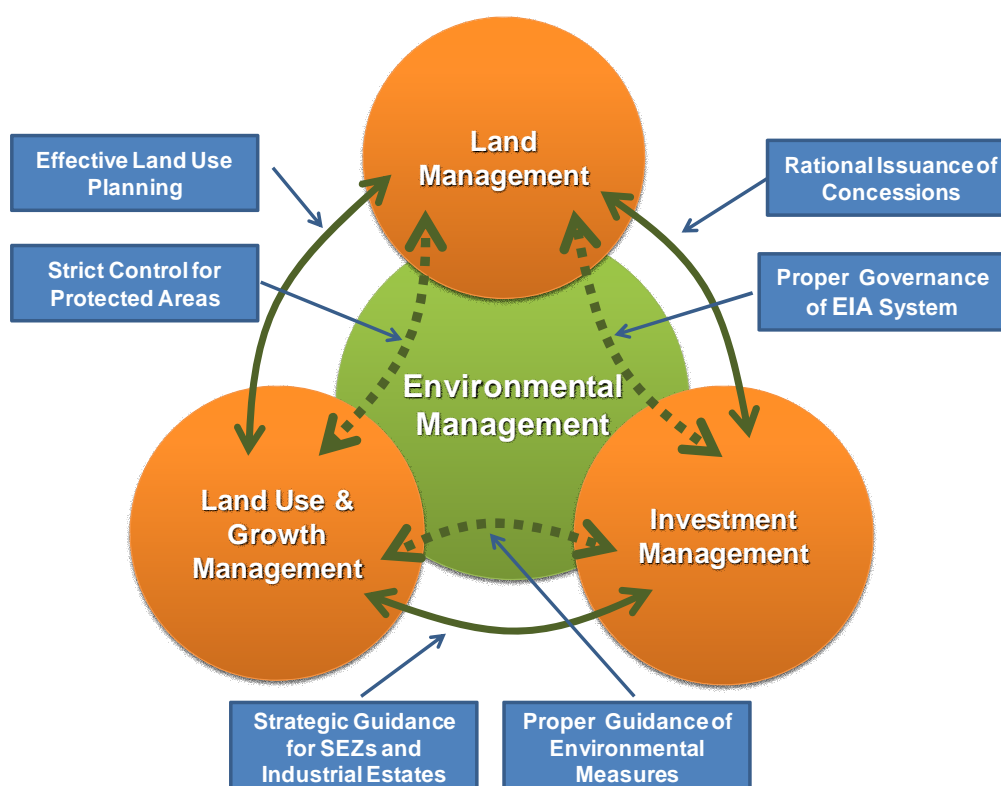 Land
Management
Effective Land Use
Planning
Rational Issuance of
Concessions
Strict Control for
Protected Areas
Proper Governance
of EIA System
Environmental
Management
Land Use &
Growth
Management
Investment
Management
Strategic Guidance
for SEZs and
Industrial Estates
Proper Guidance of
Environmental
Measures